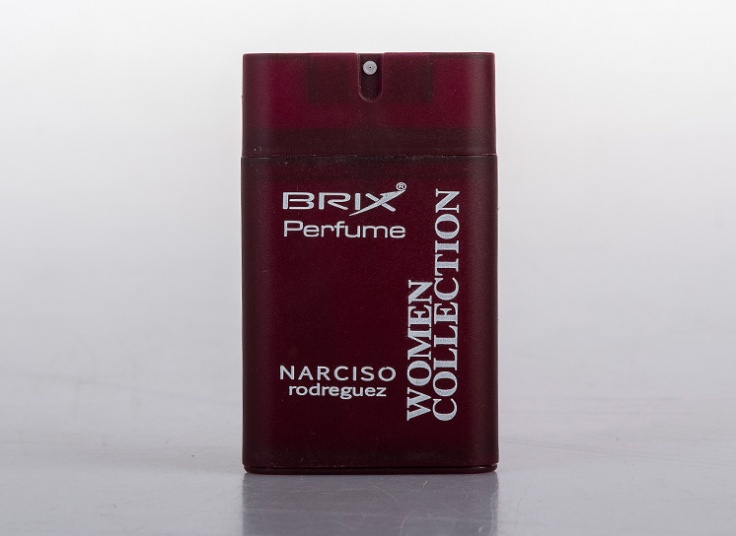 BRIX®
Perfume
NARCISO
rodreguez
WOMEN
COLLECTION